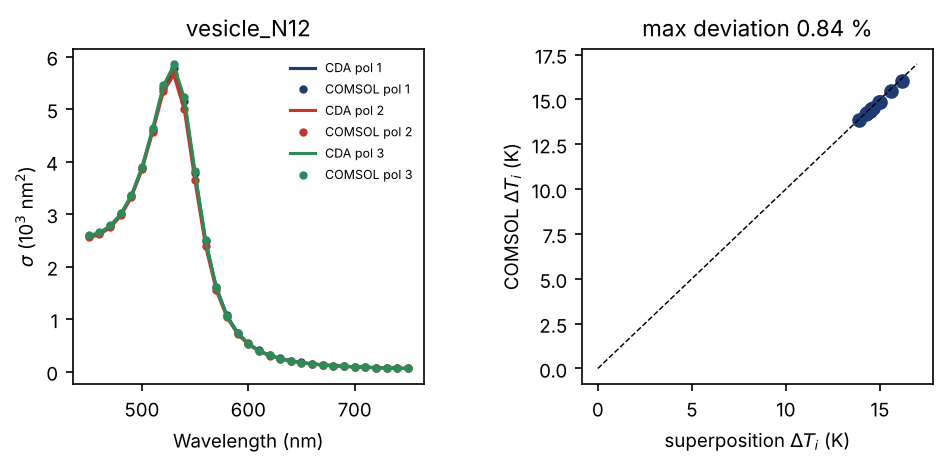 vesicle_N12
σ (10³ nm²)
6
5
4
3
2
1
0
CDA pol 1
COMSOL pol 1
CDA pol 2
COMSOL pol 2
CDA pol 3
COMSOL pol 3
500 600 700
Wavelength (nm)
max deviation 0.84 %
COMSOL ΔTᵢ (K)
17.5
15.0
12.5
10.0
7.5
5.0
2.5
0.0
0 5 10 15
superposition ΔTᵢ (K)